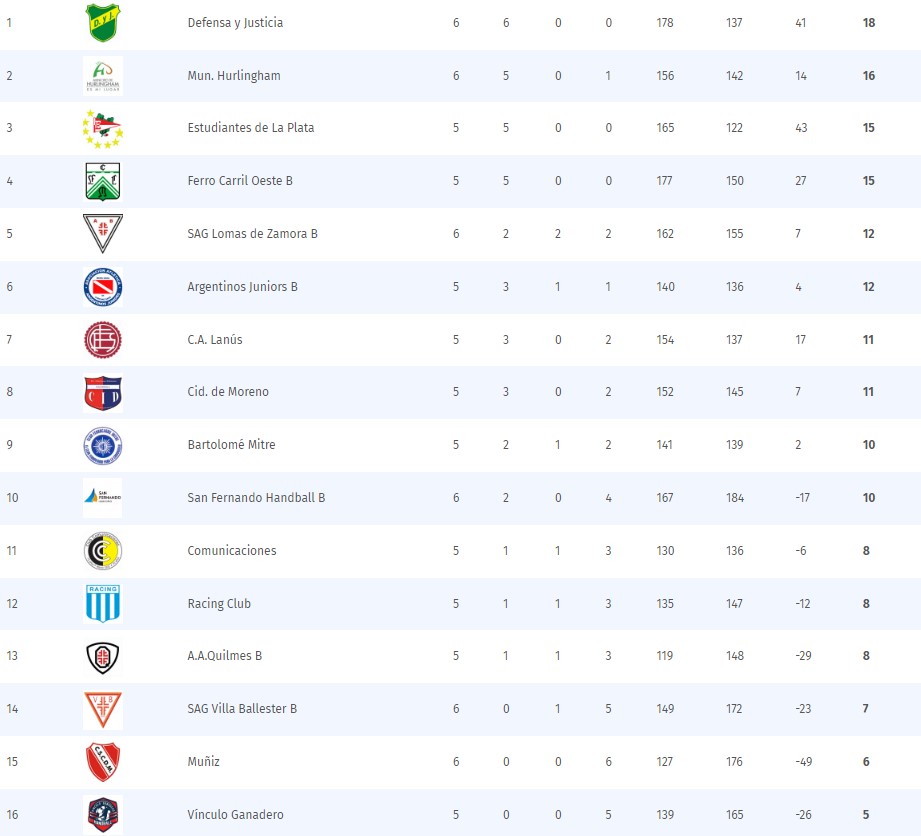 1 D.y J. Defensa y Justicia 6 6 0 0 178 137 41 18
2 HURLINGHAM Mun. Hurlingham 6 5 0 1 156 142 14 16
3 Estudiantes de La Plata 5 5 0 0 165 122 43 15
4 Ferro Carril Oeste B 5 5 0 0 177 150 27 15
5 A B SAG Lomas de Zamora B 6 2 2 2 162 155 7 12
6 Argentinos Juniors B 5 3 1 1 140 136 4 12
7 C.A. Lanús 5 3 0 2 154 137 17 11
8 C I D Cid. de Moreno 5 3 0 2 152 145 7 11
9 Bartolomé Mitre 5 2 1 2 141 139 2 10
10 SAN FERNANDO San Fernando Handball B 6 2 0 4 167 184 -17 10
11 Comunicaciones 5 1 1 3 130 136 -6 8
12 RACING Racing Club 5 1 1 3 135 147 -12 8
13 A.A.Quilmes B 5 1 1 3 119 148 -29 8
14 V B SAG Villa Ballester B 6 0 1 5 149 172 -23 7
15 C.S.C.D.M Muñiz 6 0 0 6 127 176 -49 6
16 Vínculo Ganadero 5 0 0 5 139 165 -26 5